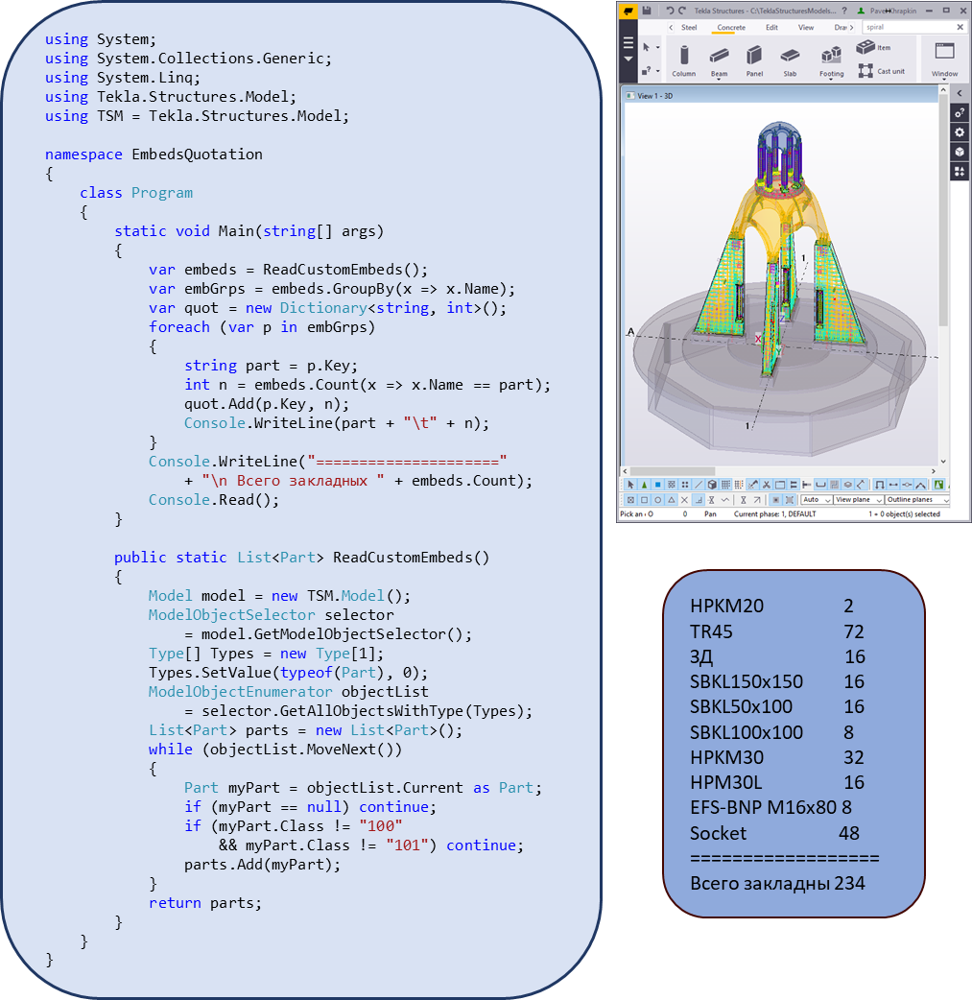 using System;
using System.Collections.Generic;
using System.Linq;
using Tekla.Structures.Model;
using TSM = Tekla.Structures.Model;
namespace EmbedsQuotation
{
    class Program
    {
        static void Main(string[] args)
        {
            var embeds = ReadCustomEmbeds();
            var embGrps = embeds.GroupBy(x => x.Name);
            var quot = new Dictionary<string, int>();
            foreach (var p in embGrps)
            {
                string part = p.Key;
                int n = embeds.Count(x => x.Name == part);
                quot.Add(p.Key, n);
                Console.WriteLine(part + "\t" + n);
            }
            Console.WriteLine("====================="
                + "\n Всего закладных " + embeds.Count);
            Console.Read();
        }
        public static List<Part> ReadCustomEmbeds()
        {
            Model model = new TSM.Model();
            ModelObjectSelector selector
                = model.GetModelObjectSelector();
            Type[] Types = new Type[1];
            Types.SetValue(typeof(Part), 0);
            ModelObjectEnumerator objectList
                = selector.GetAllObjectsWithType(Types);
            List<Part> parts = new List<Part>();
            while (objectList.MoveNext())
            {
                Part myPart = objectList.Current as Part;
                if (myPart == null) continue;
                if (myPart.Class != "100"
                    && myPart.Class != "101") continue;
                parts.Add(myPart);
            }
            return parts;
        }
    }
}
Tekla Structures - C:\TeklaStructuresModels...
Steel Concrete Edit View spiral
Column Beam Panel Slab Footing Item Cast unit Window
View 1 - 3D
1
A
X Z
Y
1
Auto View plane Outline planes
0 Pan Current phase: 1, DEFAULT 1 + 0 object(s) selected
HPKM20 2
TR45 72
ЗД 16
SBKL150x150 16
SBKL50x100 16
SBKL100x100 8
HPKM30 32
HPM30L 16
EFS-BNP M16x80 8
Socket 48
===================
Всего закладны 234